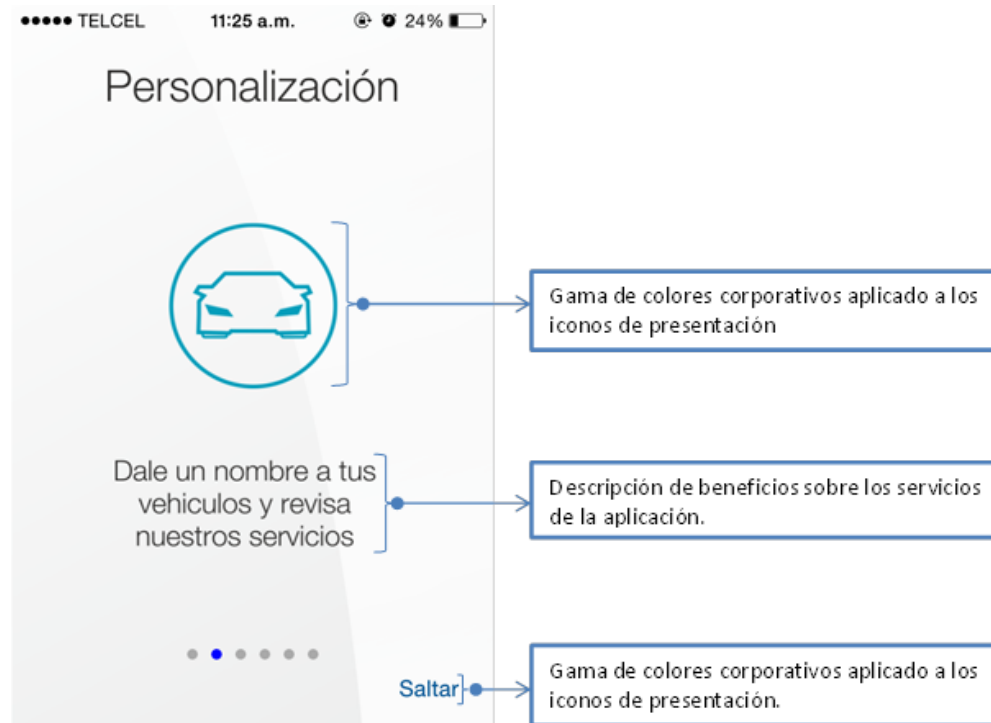 TELCEL 11:25 a.m. 24%
Personalización
Gama de colores corporativos aplicado a los
iconos de presentación
Dale un nombre a tus
vehiculos y revisa
nuestros servicios
Descripción de beneficios sobre los servicios
de la aplicación.
Saltar
Gama de colores corporativos aplicado a los
iconos de presentación.